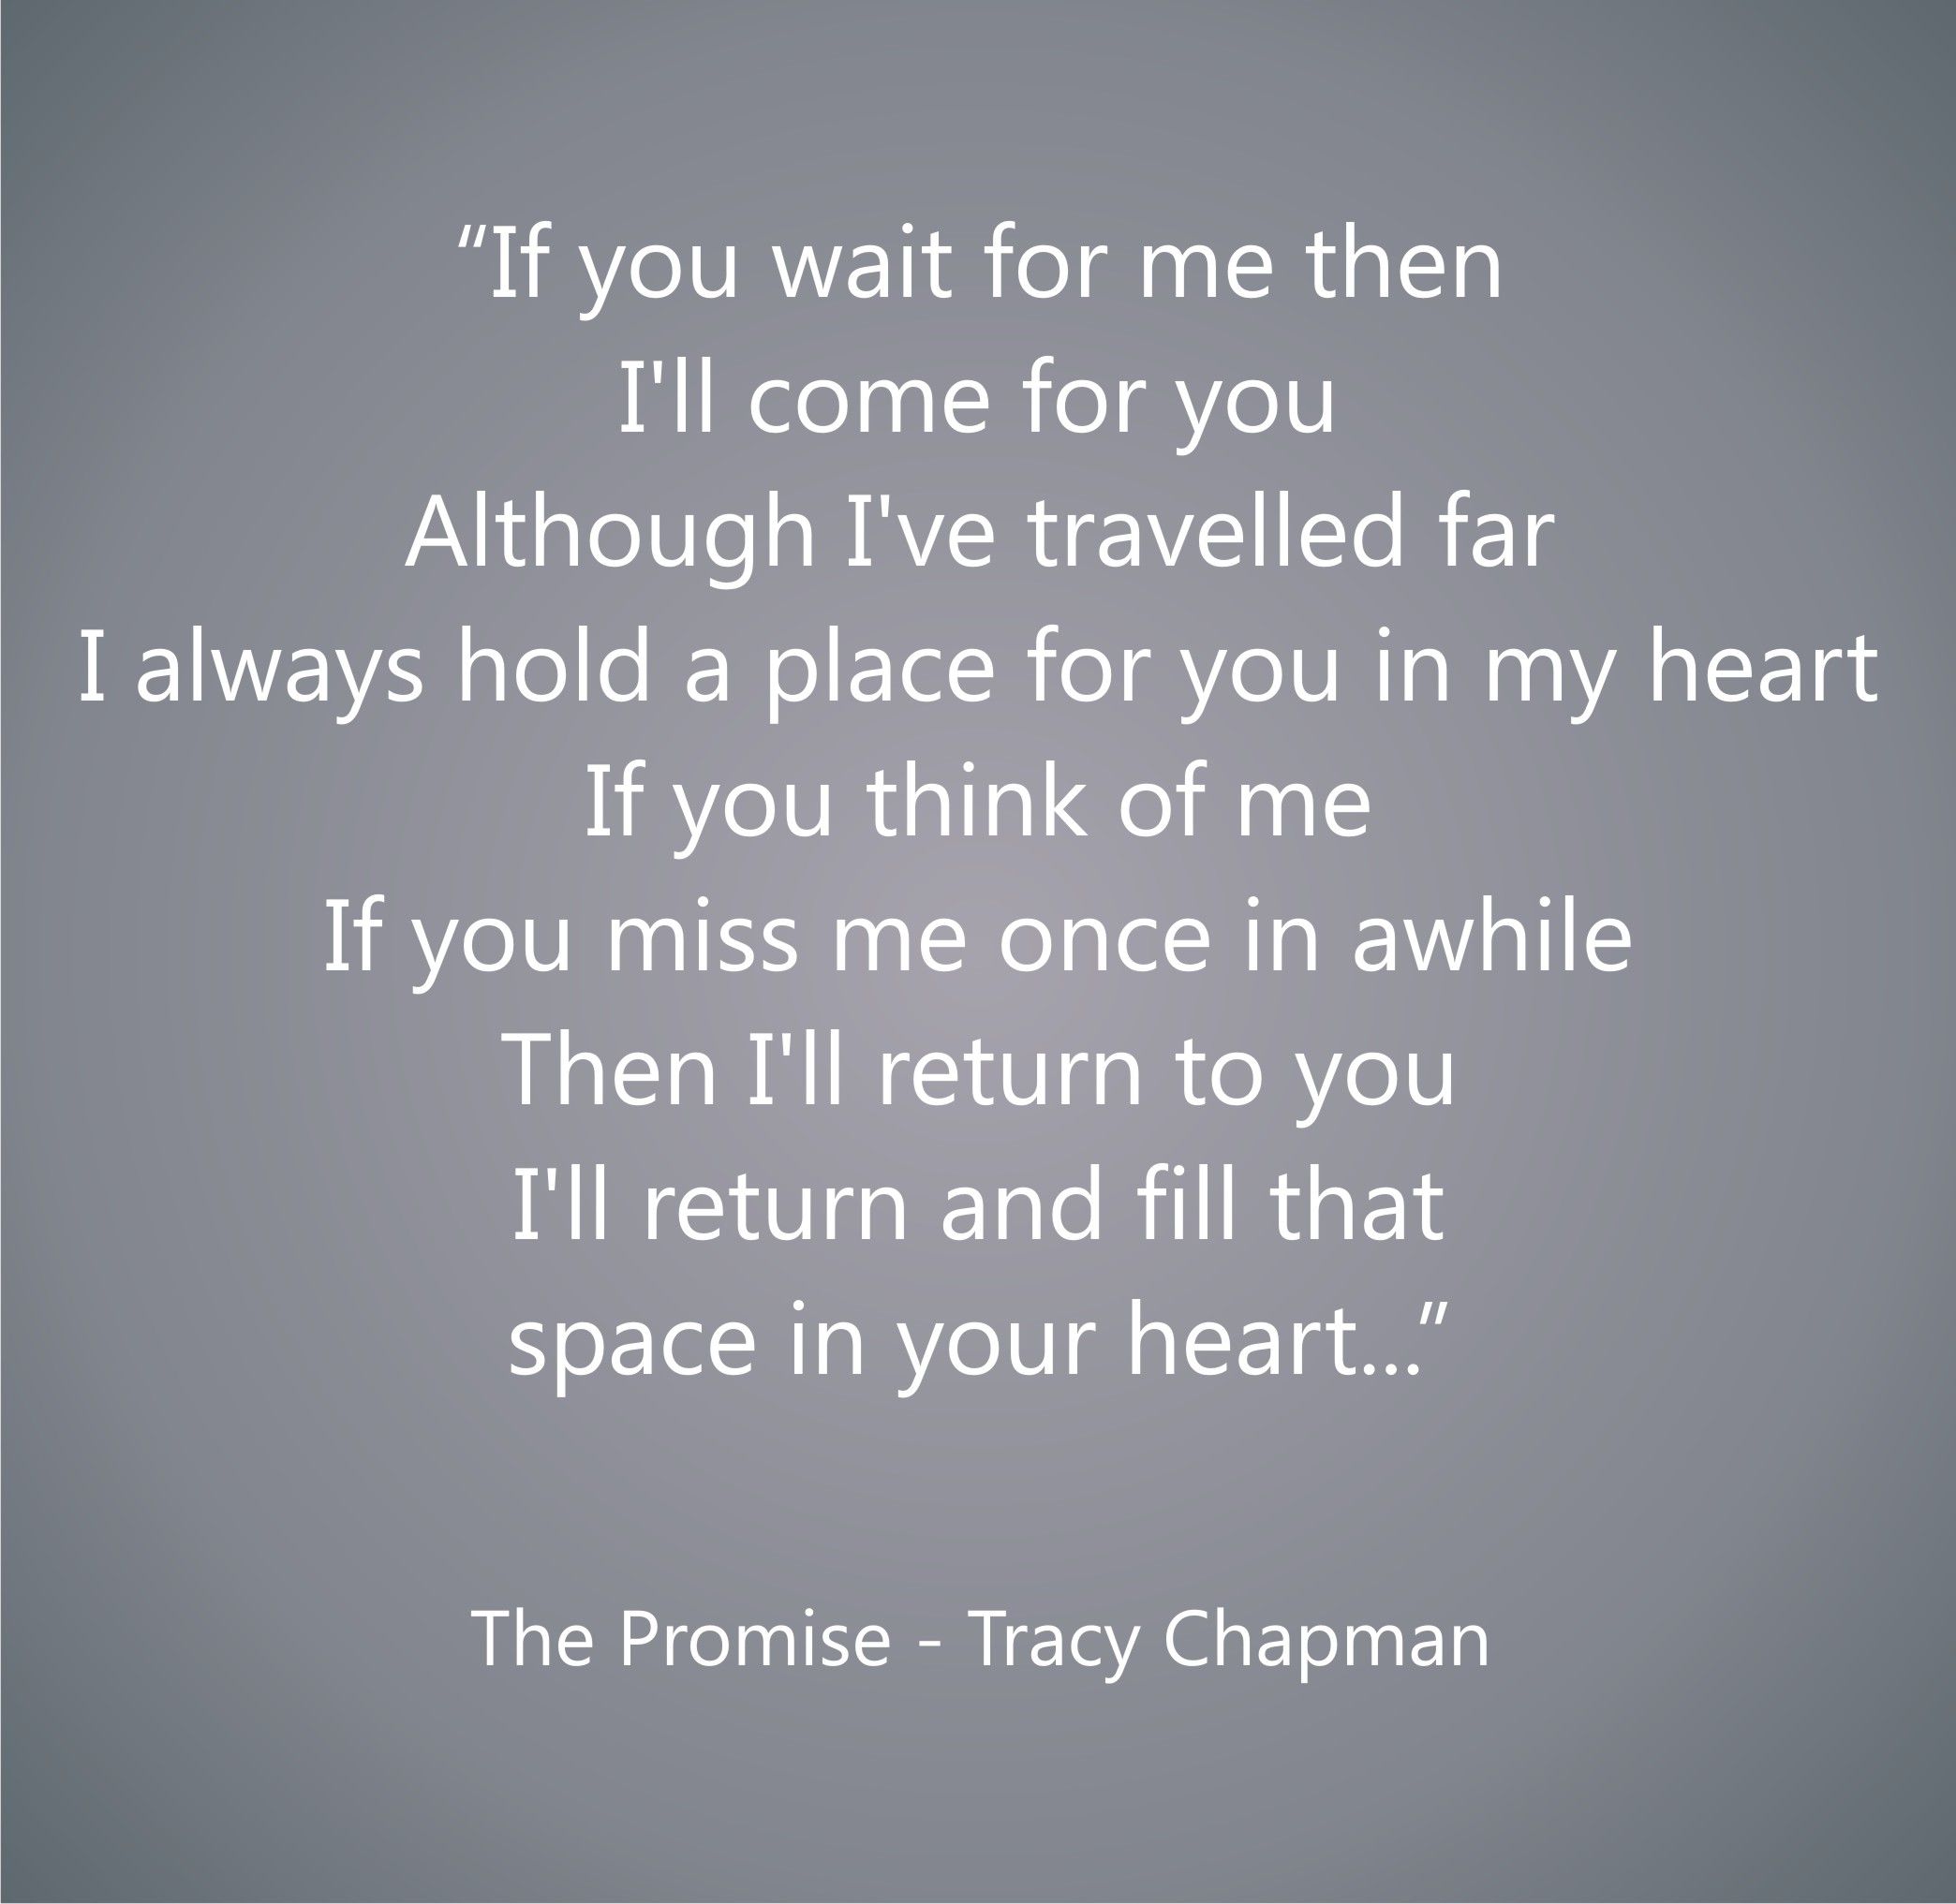 “If you wait for me then
I'll come for you
Although I've travelled far
I always hold a place for you in my heart
If you think of me
If you miss me once in awhile
Then I'll return to you
I'll return and fill that
space in your heart...”
The Promise - Tracy Chapman